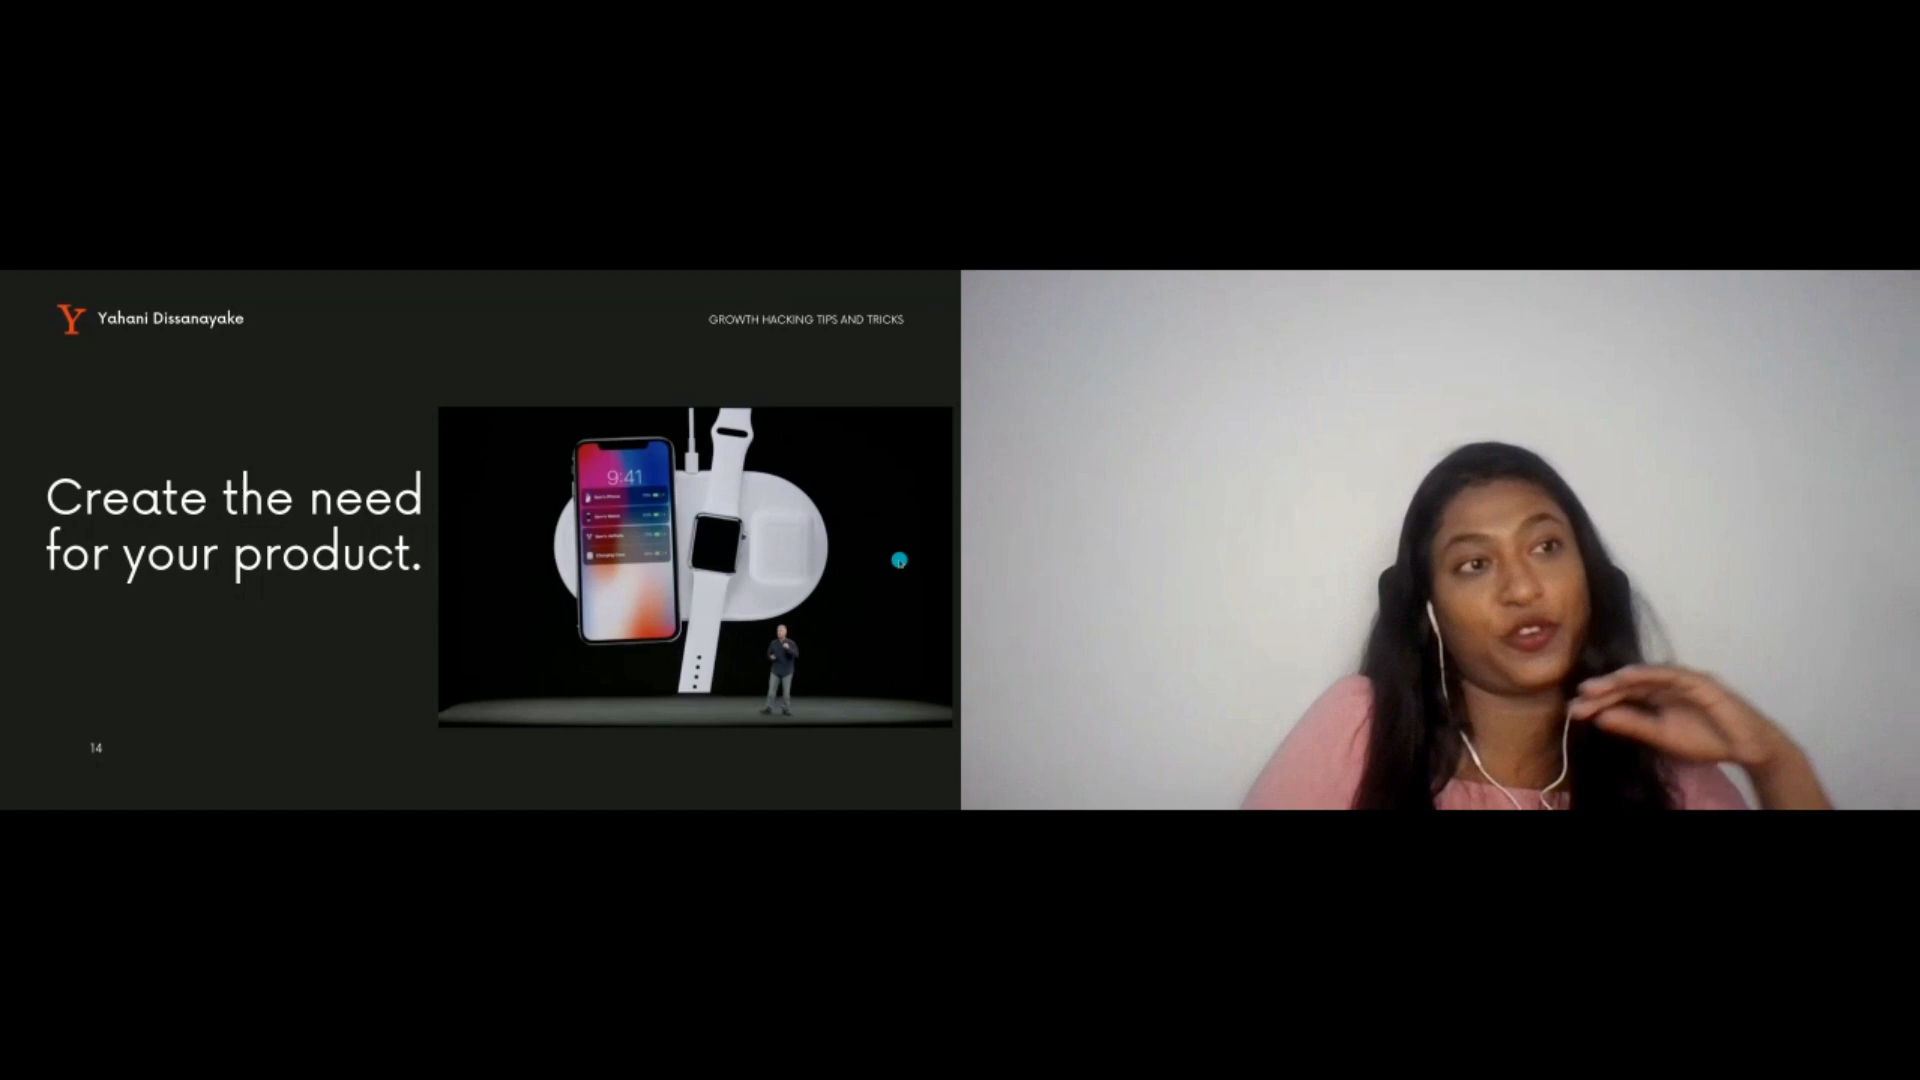 Y Yahani Dissanayake
GROWTH HACKING TIPS AND TRICKS
Create the need
for your product.
9:41
14